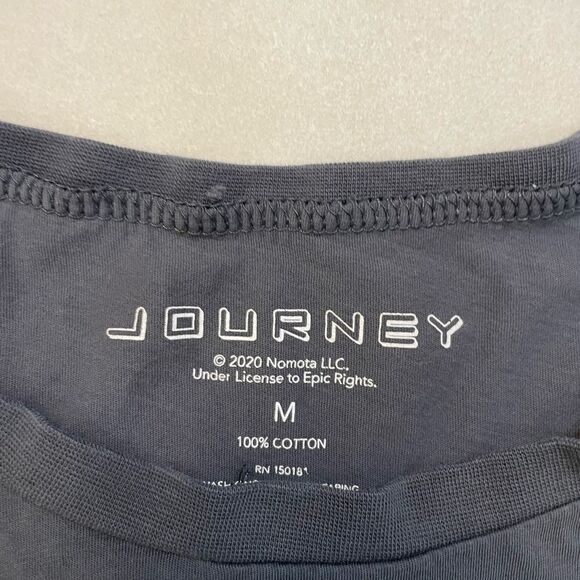 JOURNEY
© 2020 Nomota LLC.
Under License to Epic Rights.
M
100% COTTON
RN 150181